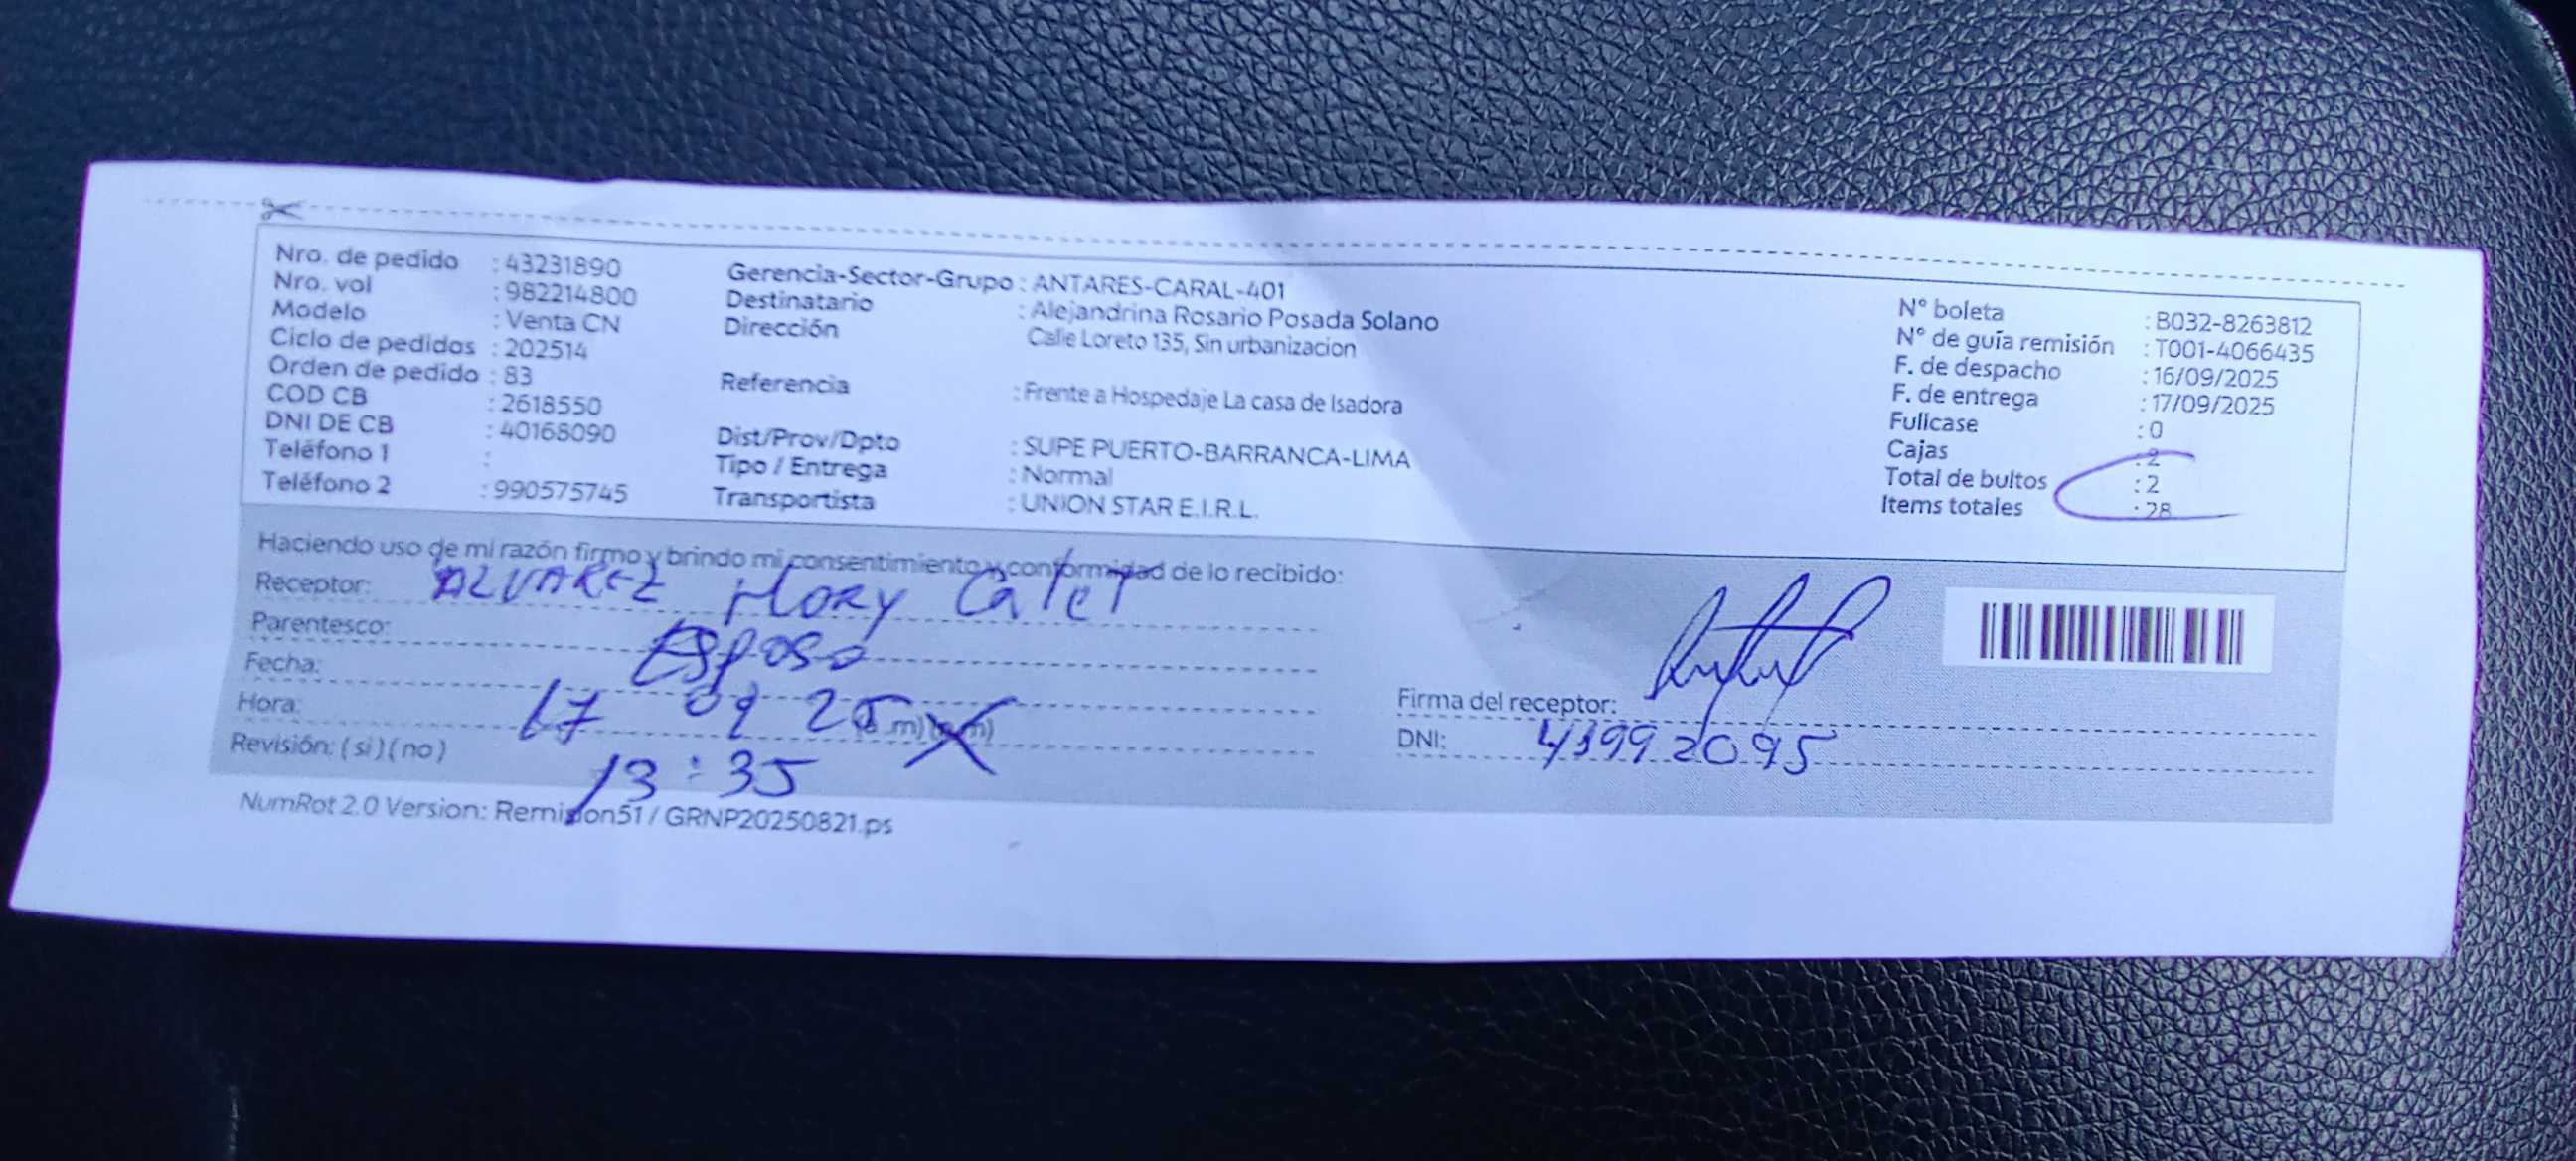 Nro. de pedido : 43231890
Nro. vol : 982214800
Modelo : Venta CN
Ciclo de pedidos : 202514
Orden de pedido : 83
COD CB : 2618550
DNI DE CB : 40168090
Teléfono 1 :
Teléfono 2 : 990575745
Gerencia-Sector-Grupo : ANTARES-CARAL-401
Destinatario : Alejandrina Rosario Posada Solano
Dirección Calle Loreto 135, Sin urbanizacion
Referencia : Frente a Hospedaje La casa de Isadora
Dist/Prov/Dpto : SUPE PUERTO-BARRANCA-LIMA
Tipo / Entrega : Normal
Transportista : UNION STAR E.I.R.L.
N° boleta : B032-8263812
N° de guía remisión : T001-4066435
F. de despacho : 16/09/2025
F. de entrega : 17/09/2025
Fullcase : 0
Cajas : 2
Total de bultos : 2
Items totales : 28
Haciendo uso de mi razón firmo y brindo mi consentimiento y conformidad de lo recibido:
Receptor: ALVAREZ
Parentesco: Esposo
Fecha: 17 09 25
Hora: 13:35
Revisión: ( si ) ( no )
Firma del receptor:
DNI: 41992095
NumRot 2.0 Version: Remision51 / GRNP20250821.ps